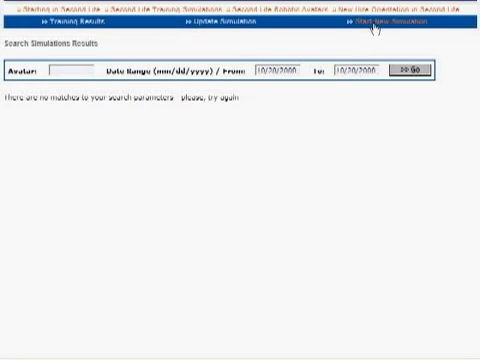 » Starting in Second Life » Second Life Training Simulations » Second Life Robotic Avatars » New Hire Orientation in Second Life
» Training Results » Update Simulation » Start New Simulation
Search Simulations Results
Avatar: Date Range (mm/dd/yyyy) / From: 10/20/2000 To: 10/20/2000 >> Go
There are no matches to your search parameters - please, try again